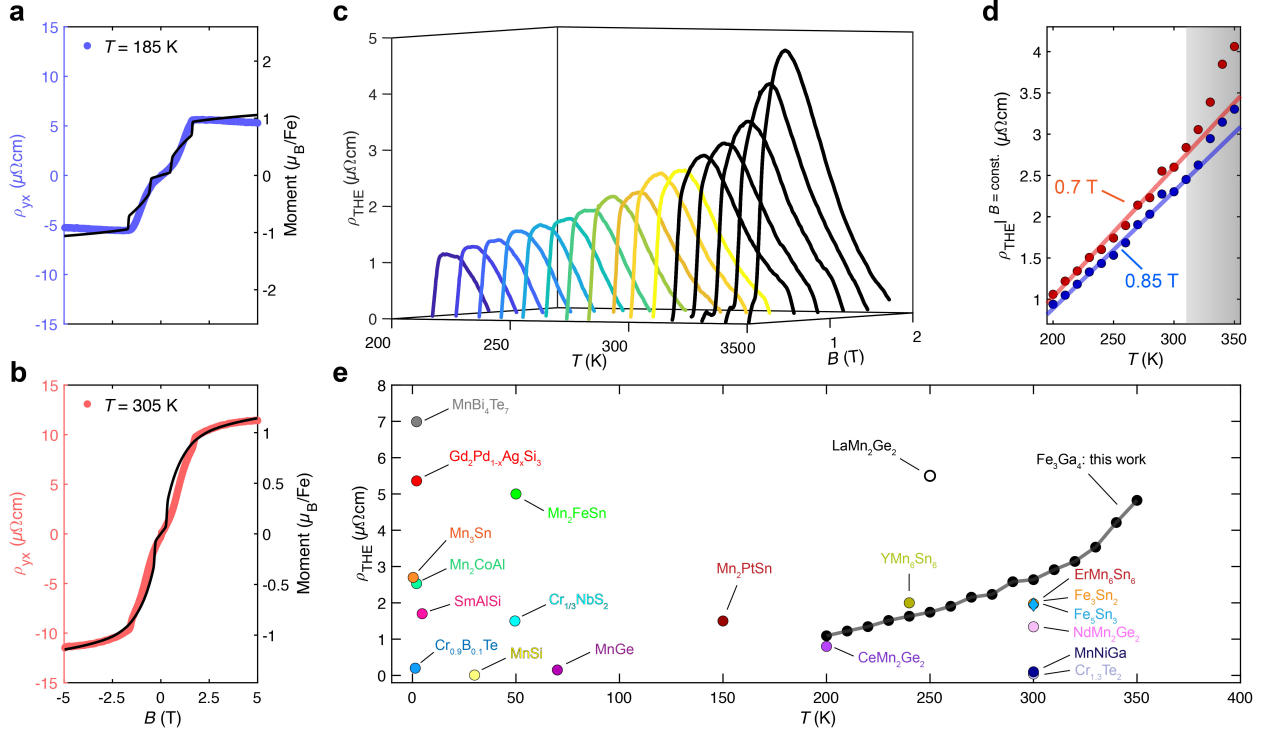 a
15
10
5
0
-5
-10
-15
ρyx (μΩcm)
T = 185 K
2
1
0
-1
-2
Moment (μB/Fe)
b
15
10
5
0
-5
-10
-15
ρyx (μΩcm)
T = 305 K
1
0.5
0
-0.5
-1
Moment (μB/Fe)
-5 -2.5 0 2.5 5
B (T)
c
5
4
3
2
1
0
ρTHE (μΩcm)
200 250 300 350
T (K)
0 1 2
B (T)
d
4
3.5
3
2.5
2
1.5
1
ρTHE|B = const. (μΩcm)
0.7 T
0.85 T
200 250 300 350
T (K)
e
8
7
6
5
4
3
2
1
0
ρTHE (μΩcm)
MnBi4Te7
Gd2Pd1-xAgxSi3
Mn2FeSn
Mn3Sn
Mn2CoAl
SmAlSi
Cr1/3NbS2
Cr0.9B0.1Te
MnSi
MnGe
Mn2PtSn
LaMn2Ge2
YMn6Sn6
CeMn2Ge2
Fe3Ga4: this work
ErMn6Sn6
Fe3Sn2
Fe5Sn3
NdMn2Ge2
MnNiGa
Cr1.3Te2
0 50 100 150 200 250 300 350 400
T (K)